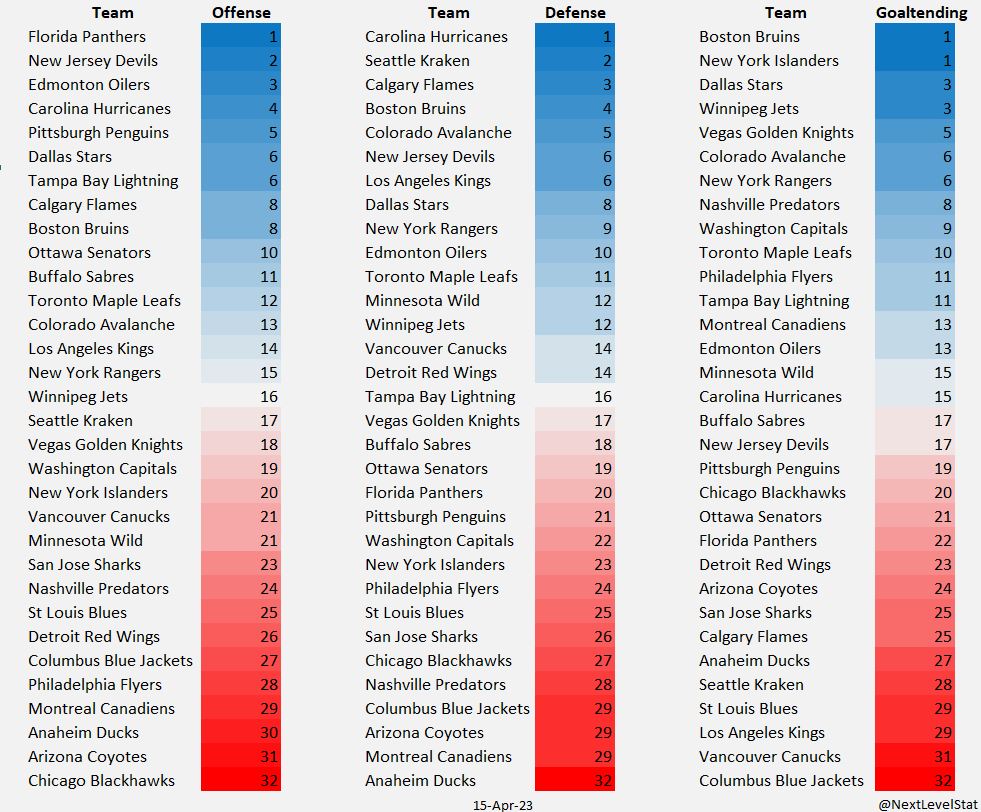 Team Offense Team Defense Team Goaltending
Florida Panthers 1 Carolina Hurricanes 1 Boston Bruins 1
New Jersey Devils 2 Seattle Kraken 2 New York Islanders 1
Edmonton Oilers 3 Calgary Flames 3 Dallas Stars 3
Carolina Hurricanes 4 Boston Bruins 4 Winnipeg Jets 3
Pittsburgh Penguins 5 Colorado Avalanche 5 Vegas Golden Knights 5
Dallas Stars 6 New Jersey Devils 6 Colorado Avalanche 6
Tampa Bay Lightning 6 Los Angeles Kings 6 New York Rangers 6
Calgary Flames 8 Dallas Stars 8 Nashville Predators 8
Boston Bruins 8 New York Rangers 9 Washington Capitals 9
Ottawa Senators 10 Edmonton Oilers 10 Toronto Maple Leafs 10
Buffalo Sabres 11 Toronto Maple Leafs 11 Philadelphia Flyers 11
Toronto Maple Leafs 12 Minnesota Wild 12 Tampa Bay Lightning 11
Colorado Avalanche 13 Winnipeg Jets 12 Montreal Canadiens 13
Los Angeles Kings 14 Vancouver Canucks 14 Edmonton Oilers 13
New York Rangers 15 Detroit Red Wings 14 Minnesota Wild 15
Winnipeg Jets 16 Tampa Bay Lightning 16 Carolina Hurricanes 15
Seattle Kraken 17 Vegas Golden Knights 17 Buffalo Sabres 17
Vegas Golden Knights 18 Buffalo Sabres 18 New Jersey Devils 17
Washington Capitals 19 Ottawa Senators 19 Pittsburgh Penguins 19
New York Islanders 20 Florida Panthers 20 Chicago Blackhawks 20
Vancouver Canucks 21 Pittsburgh Penguins 21 Ottawa Senators 21
Minnesota Wild 21 Washington Capitals 22 Florida Panthers 22
San Jose Sharks 23 New York Islanders 23 Detroit Red Wings 23
Nashville Predators 24 Philadelphia Flyers 24 Arizona Coyotes 24
St Louis Blues 25 St Louis Blues 25 San Jose Sharks 25
Detroit Red Wings 26 San Jose Sharks 26 Calgary Flames 25
Columbus Blue Jackets 27 Chicago Blackhawks 27 Anaheim Ducks 27
Philadelphia Flyers 28 Nashville Predators 28 Seattle Kraken 28
Montreal Canadiens 29 Columbus Blue Jackets 29 St Louis Blues 29
Anaheim Ducks 30 Arizona Coyotes 29 Los Angeles Kings 29
Arizona Coyotes 31 Montreal Canadiens 29 Vancouver Canucks 31
Chicago Blackhawks 32 Anaheim Ducks 32 Columbus Blue Jackets 32
15-Apr-23 @NextLevelStat